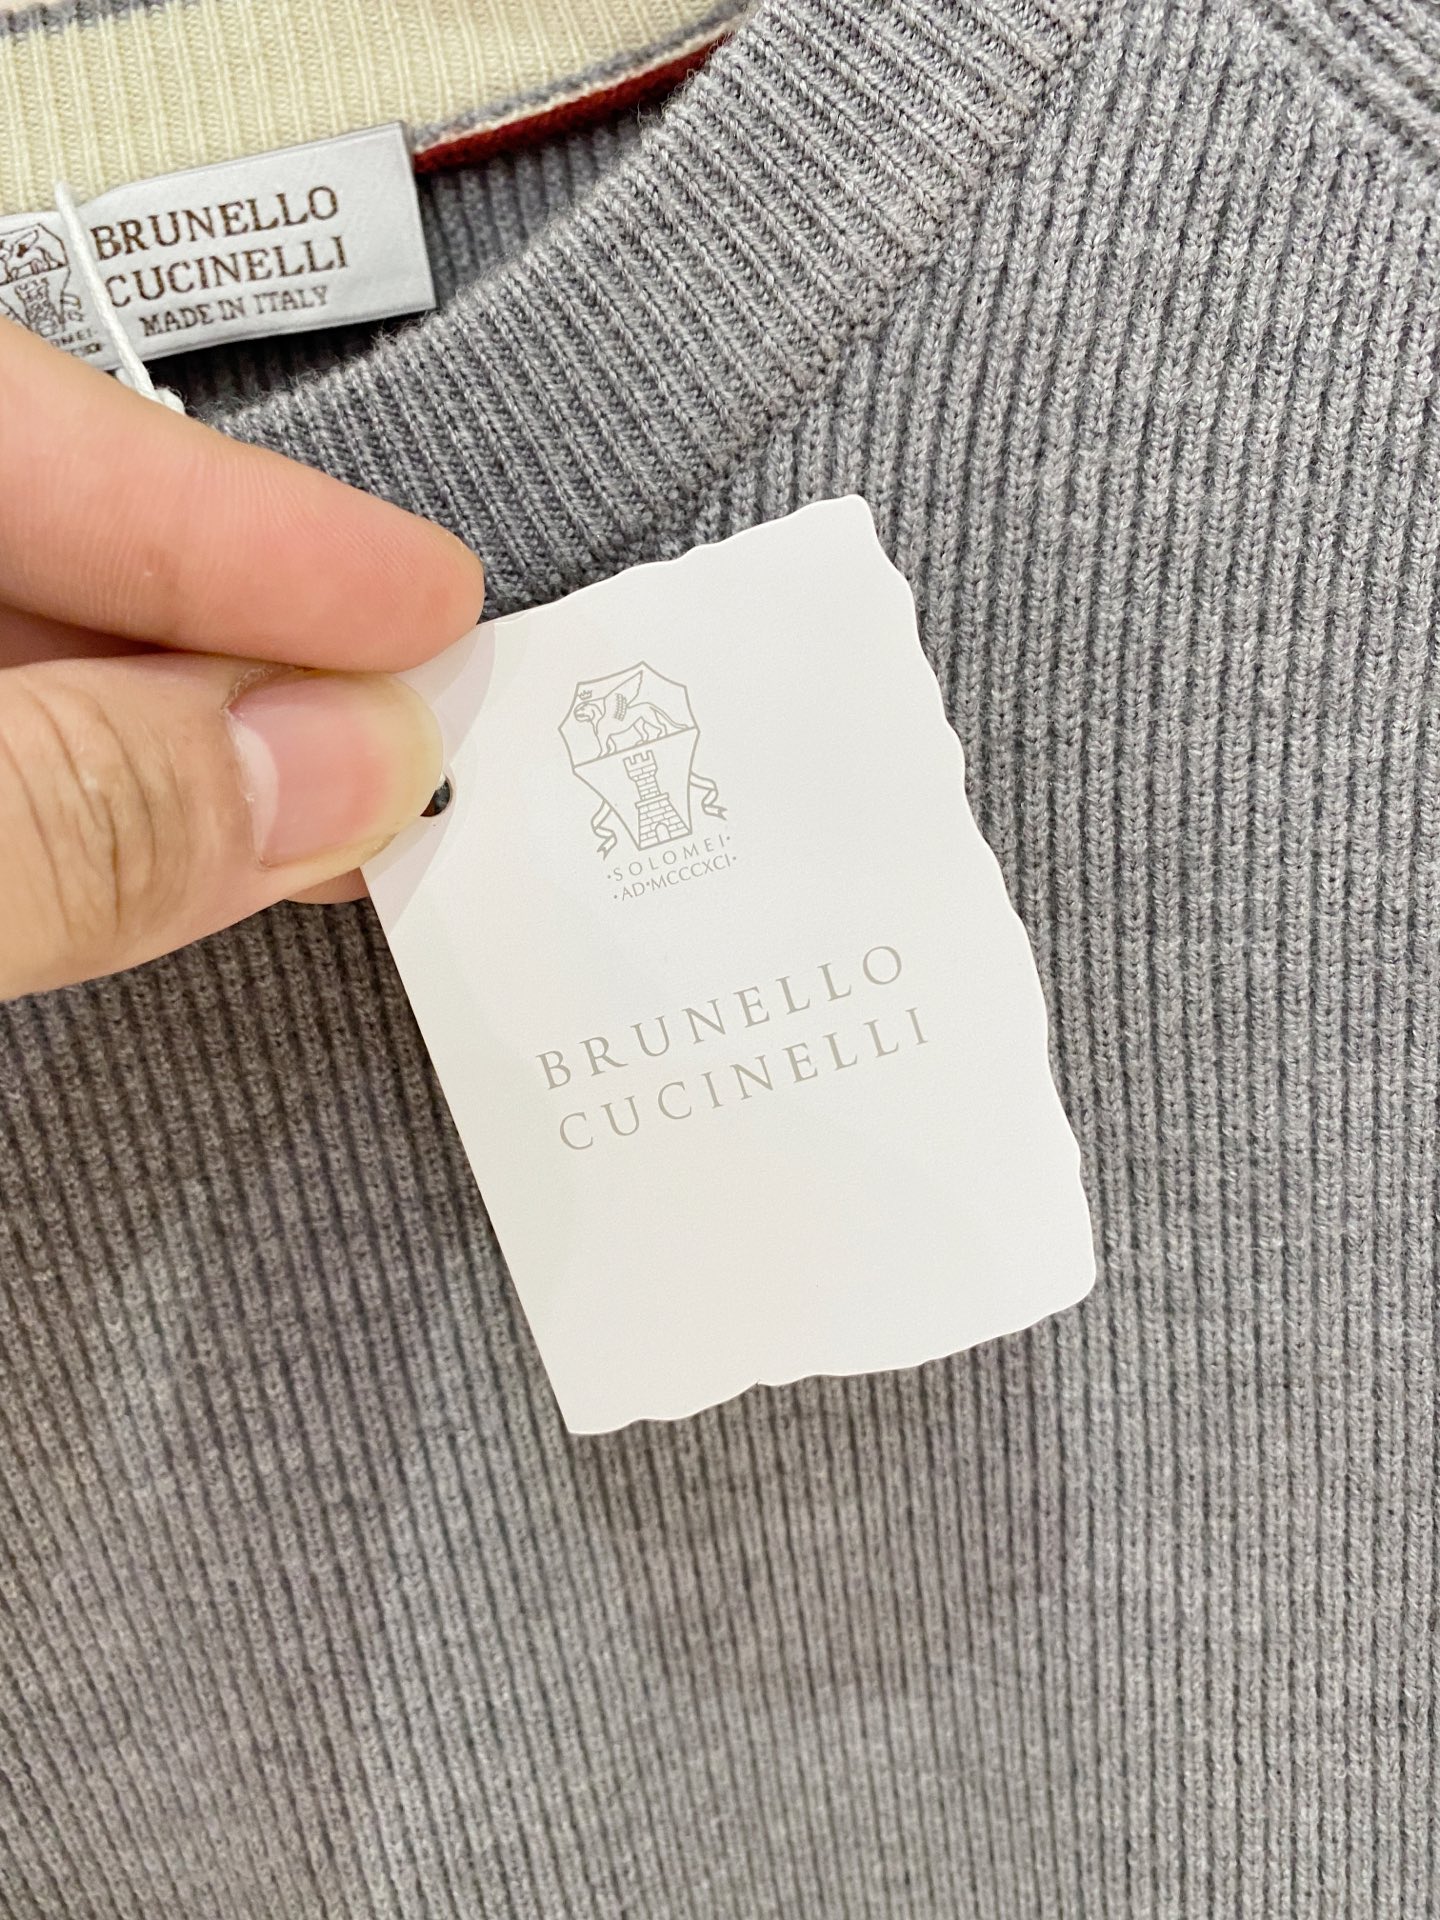 BRUNELLO
CUCINELLI
MADE IN ITALY
·SOLOMEI·
·AD·MCCCXCI·
BRUNELLO
CUCINELLI